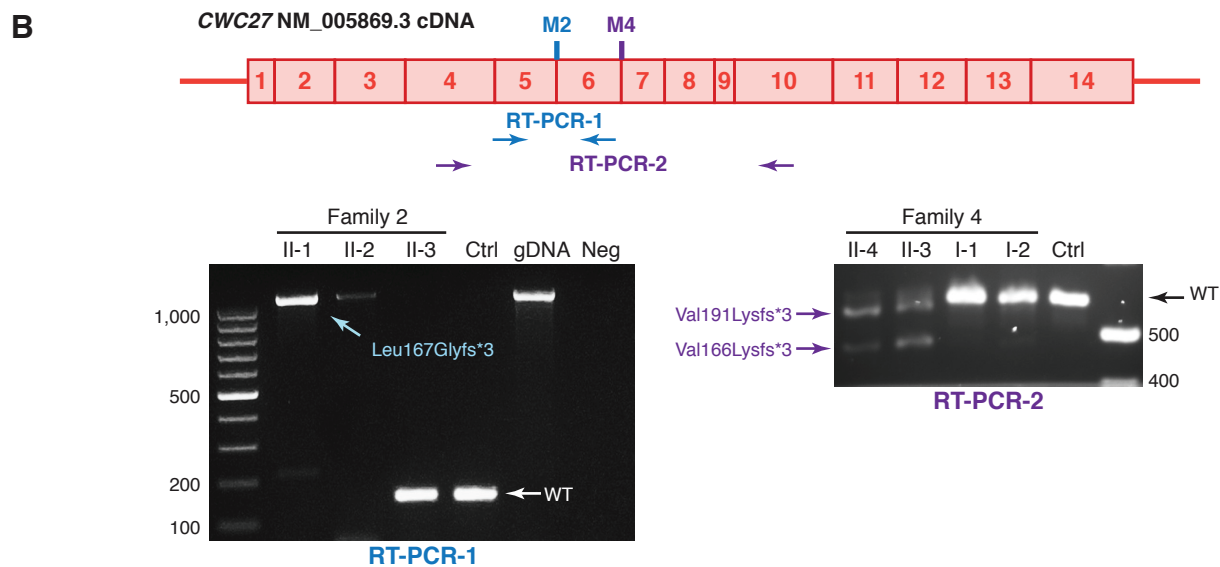 B
CWC27 NM_005869.3 cDNA
M2 M4
1 2 3 4 5 6 7 8 9 10 11 12 13 14
RT-PCR-1
RT-PCR-2
Family 2
II-1 II-2 II-3 Ctrl gDNA Neg
1,000
500
200
100
Leu167Glyfs*3
WT
RT-PCR-1
Family 4
II-4 II-3 I-1 I-2 Ctrl
Val191Lysfs*3
Val166Lysfs*3
WT
500
400
RT-PCR-2